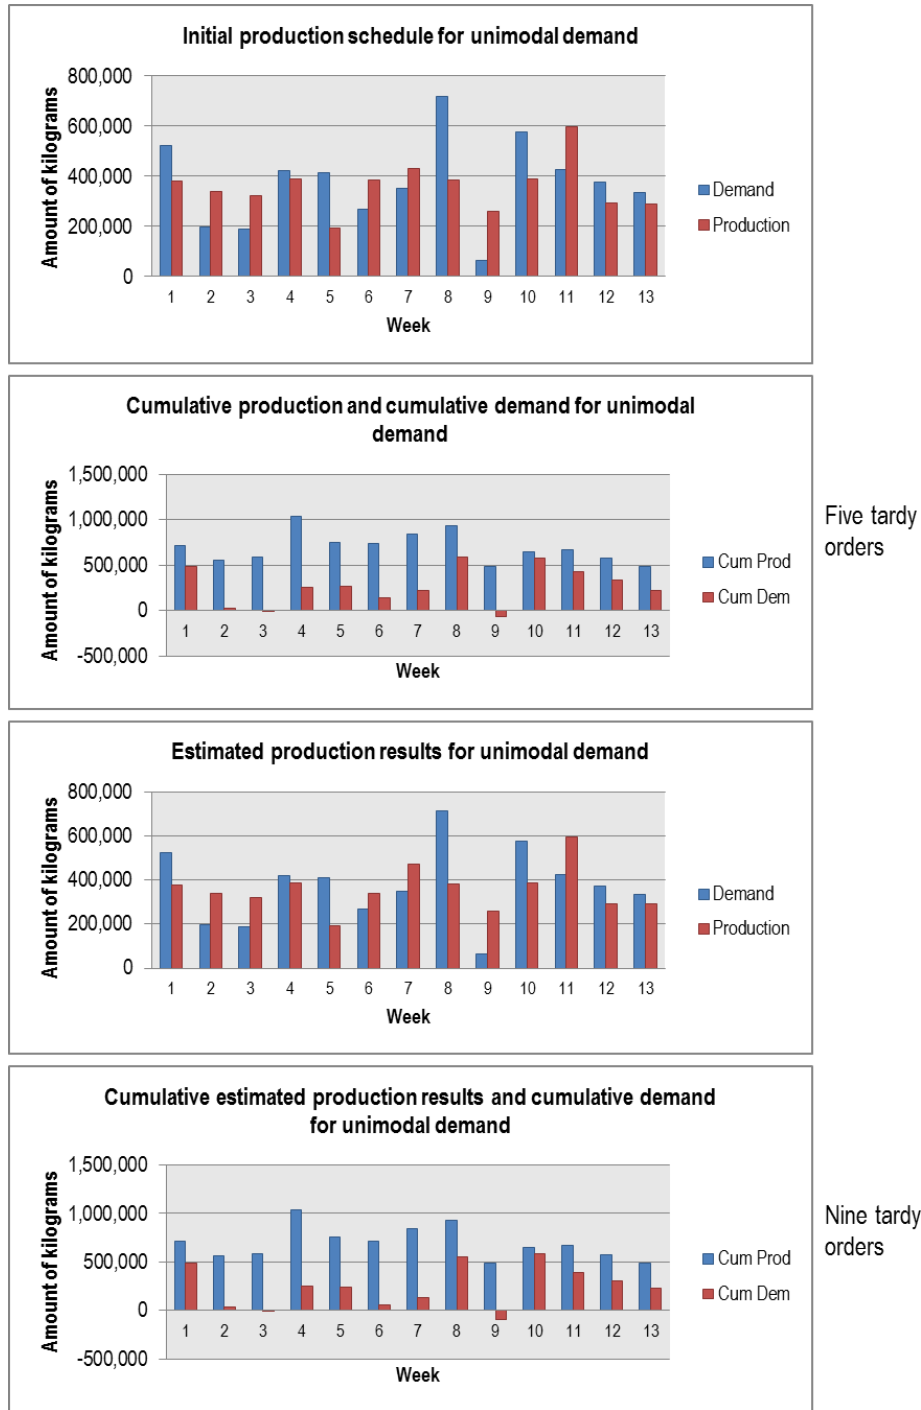 Initial production schedule for unimodal demand
800,000
600,000
400,000
200,000
0
Amount of kilograms
1 2 3 4 5 6 7 8 9 10 11 12 13
Week
Demand
Production
Cumulative production and cumulative demand for unimodal
demand
1,500,000
1,000,000
500,000
0
-500,000
Amount of kilograms
1 2 3 4 5 6 7 8 9 10 11 12 13
Week
Cum Prod
Cum Dem
Five tardy
orders
Estimated production results for unimodal demand
800,000
600,000
400,000
200,000
0
Amount of kilograms
1 2 3 4 5 6 7 8 9 10 11 12 13
Week
Demand
Production
Cumulative estimated production results and cumulative demand
for unimodal demand
1,500,000
1,000,000
500,000
0
-500,000
Amount of kilograms
1 2 3 4 5 6 7 8 9 10 11 12 13
Week
Cum Prod
Cum Dem
Nine tardy
orders